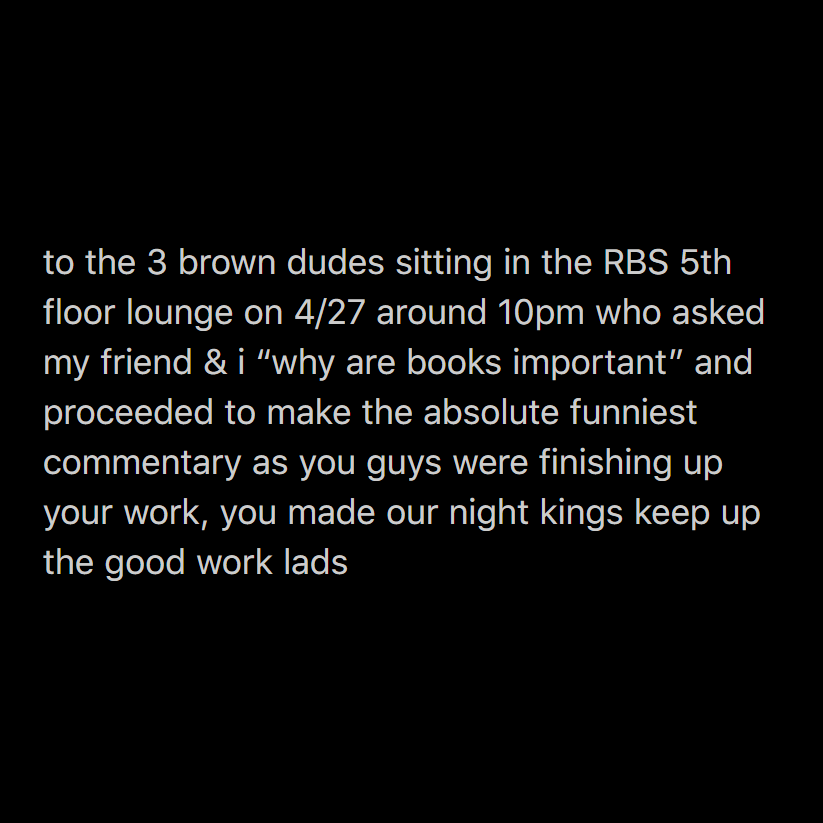 to the 3 brown dudes sitting in the RBS 5th
floor lounge on 4/27 around 10pm who asked
my friend & i “why are books important” and
proceeded to make the absolute funniest
commentary as you guys were finishing up
your work, you made our night kings keep up
the good work lads